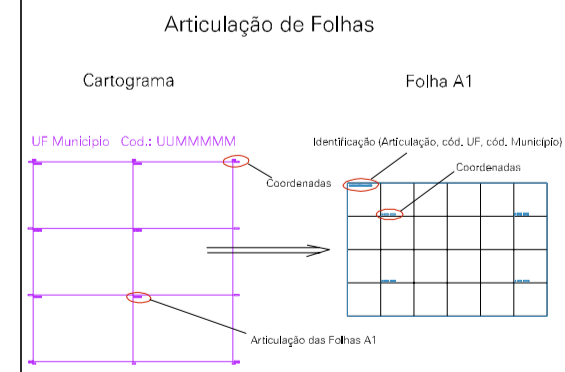 Articulação de Folhas
Cartograma
Folha A1
UF Municipio Cod.: UUMMMMM
Identificação (Articulação, cód. UF, cód. Município)
Coordenadas
Coordenadas
Articulação das Folhas A1